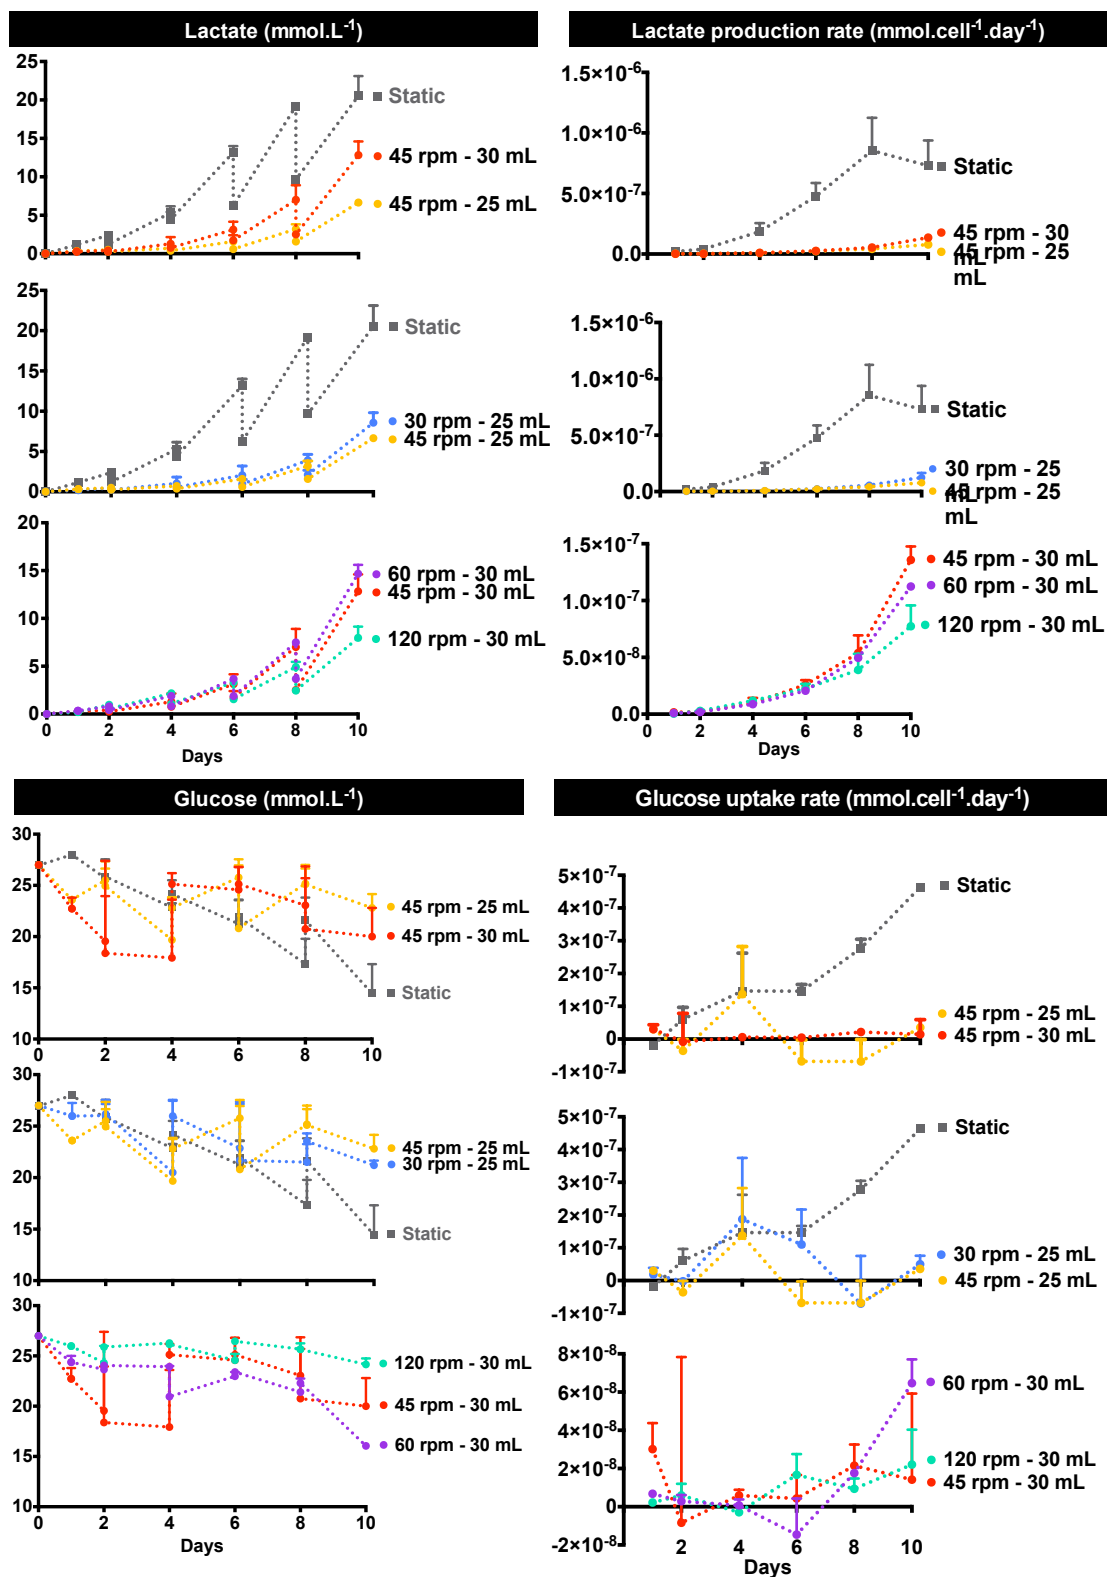 Lactate (mmol.L-1)
25
20
15
10
5
0
Static
45 rpm - 30 mL
45 rpm - 25 mL
Lactate production rate (mmol.cell-1.day-1)
1.5×10-6
1.0×10-6
5.0×10-7
0.0
Static
45 rpm - 30
mL
45 rpm - 25
mL
25
20
15
10
5
0
Static
30 rpm - 25 mL
45 rpm - 25 mL
1.5×10-6
1.0×10-6
5.0×10-7
0.0
Static
30 rpm - 25
mL
45 rpm - 25
mL
20
15
10
5
0
60 rpm - 30 mL
45 rpm - 30 mL
120 rpm - 30 mL
0 2 4 6 8 10
Days
1.5×10-7
1.0×10-7
5.0×10-8
0.0
45 rpm - 30 mL
60 rpm - 30 mL
120 rpm - 30 mL
2 4 6 8 10
Days
Glucose (mmol.L-1)
30
25
20
15
10
45 rpm - 25 mL
45 rpm - 30 mL
Static
0 2 4 6 8 10
Glucose uptake rate (mmol.cell-1.day-1)
5×10-7
4×10-7
3×10-7
2×10-7
1×10-7
0
-1×10-7
Static
45 rpm - 25 mL
45 rpm - 30 mL
30
25
20
15
10
45 rpm - 25 mL
30 rpm - 25 mL
Static
5×10-7
4×10-7
3×10-7
2×10-7
1×10-7
0
-1×10-7
Static
30 rpm - 25 mL
45 rpm - 25 mL
30
25
20
15
10
120 rpm - 30 mL
45 rpm - 30 mL
60 rpm - 30 mL
0 2 4 6 8 10
Days
8×10-8
6×10-8
4×10-8
2×10-8
0
-2×10-8
60 rpm - 30 mL
120 rpm - 30 mL
45 rpm - 30 mL
2 4 6 8 10
Days